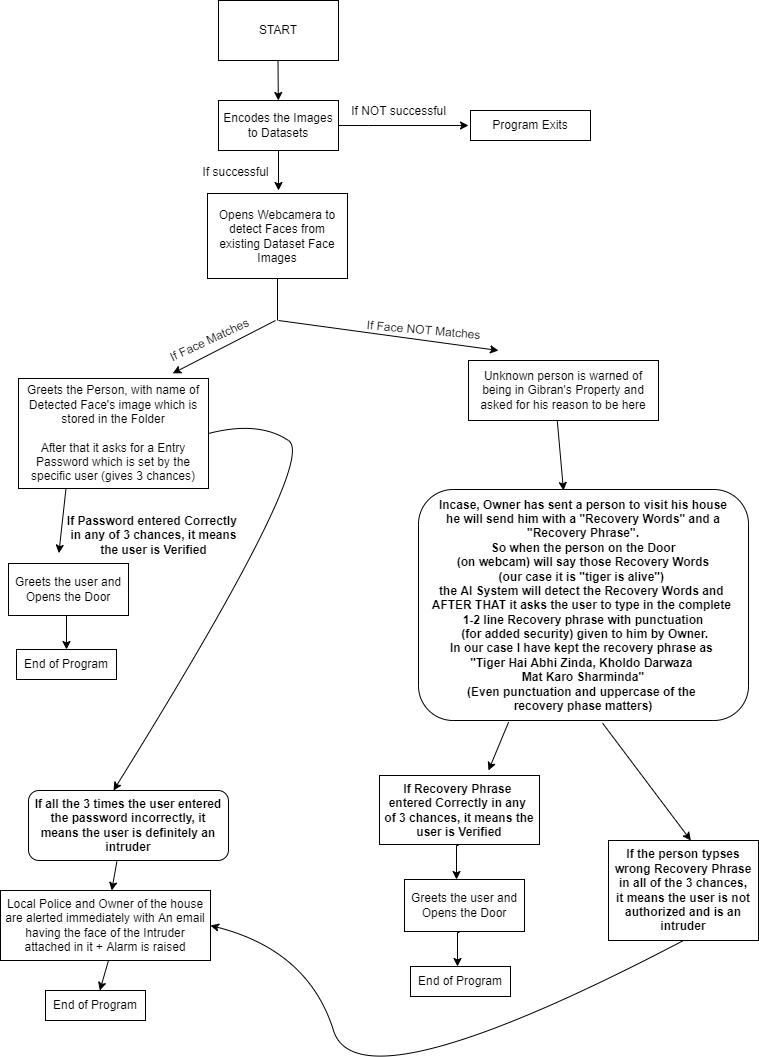 START
Encodes the Images
to Datasets
If NOT successful
Program Exits
If successful
Opens Webcamera to
detect Faces from
existing Dataset Face
Images
If Face Matches
If Face NOT Matches
Greets the Person, with name of
Detected Face's image which is
stored in the Folder
After that it asks for a Entry
Password which is set by the
specific user (gives 3 chances)
Unknown person is warned of
being in Gibran's Property and
asked for his reason to be here
If Password entered Correctly
in any of 3 chances, it means
the user is Verified
Greets the user and
Opens the Door
End of Program
Incase, Owner has sent a person to visit his house
he will send him with a "Recovery Words" and a
"Recovery Phrase".
So when the person on the Door
(on webcam) will say those Recovery Words
(our case it is "tiger is alive")
the AI System will detect the Recovery Words and
AFTER THAT it asks the user to type in the complete
1-2 line Recovery phrase with punctuation
(for added security) given to him by Owner.
In our case I have kept the recovery phrase as
"Tiger Hai Abhi Zinda, Kholdo Darwaza
Mat Karo Sharminda"
(Even punctuation and uppercase of the
recovery phase matters)
If all the 3 times the user entered
the password incorrectly, it
means the user is definitely an
intruder
Local Police and Owner of the house
are alerted immediately with An email
having the face of the Intruder
attached in it + Alarm is raised
End of Program
If Recovery Phrase
entered Correctly in any
of 3 chances, it means the
user is Verified
Greets the user and
Opens the Door
End of Program
If the person typses
wrong Recovery Phrase
in all of the 3 chances,
it means the user is not
authorized and is an
intruder